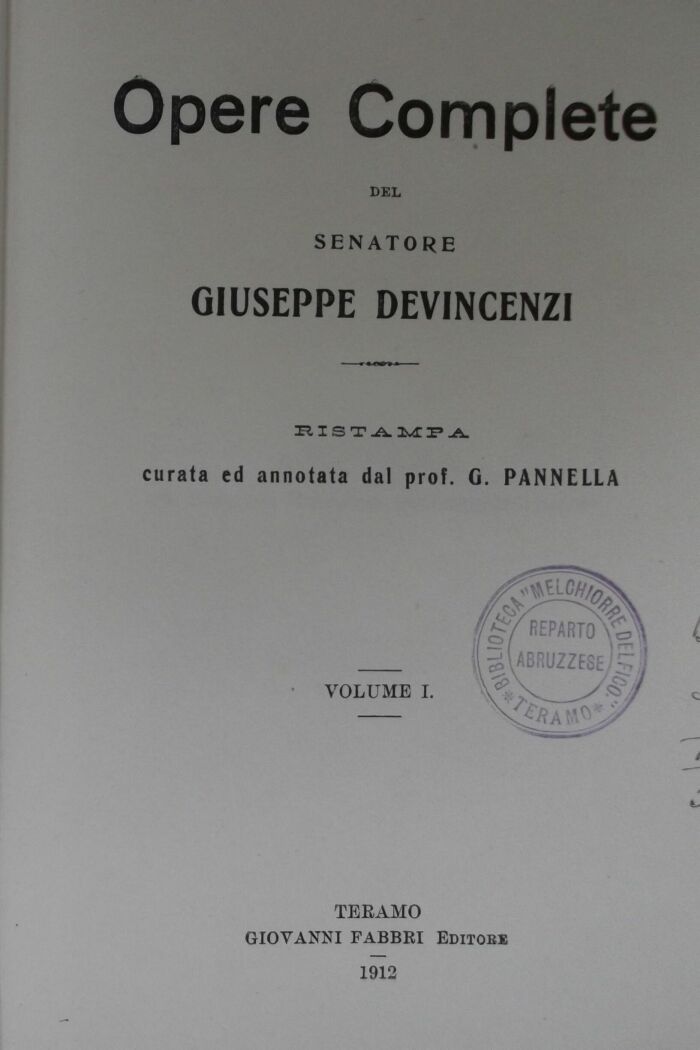 Opere Complete
DEL
SENATORE
GIUSEPPE DEVINCENZI
RISTAMPA
curata ed annotata dal prof. G. PANNELLA
BIBLIOTECA "MELCHIORRE DELFICO"
REPARTO
ABRUZZESE
* TERAMO *
VOLUME I.
TERAMO
GIOVANNI FABBRI EDITORE
1912